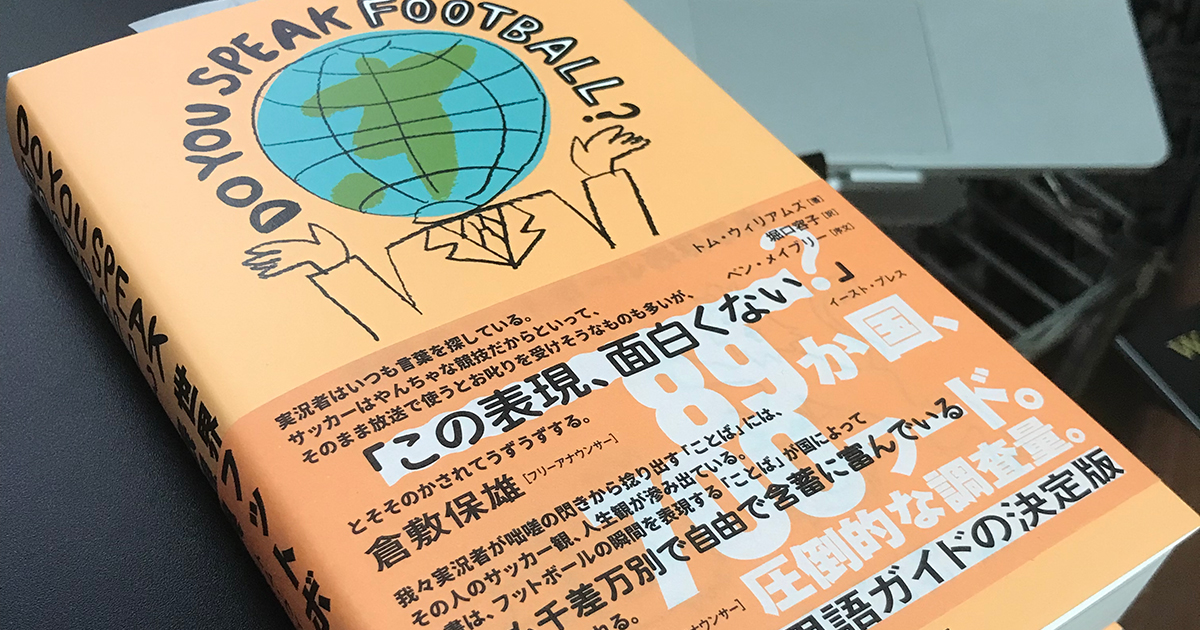 DO YOU SPEAK FOOTBALL?
トム・ウィリアムズ[著]
堀口容子[訳]
ベン・メイブリー[序文]
イースト・プレス
実況者はいつも言葉を探している。
サッカーはやんちゃな競技だからといって、
そのまま放送で使うとお叱りを受けそうなものも多いが、
「この表現、面白くない?」
とそそのかされてうずうずする。
倉敷保雄[フリーアナウンサー]
89か国、
圧倒的な調査量。
我々実況者が咄嗟の閃きから捻り出す「ことば」には、
その人のサッカー観、人生観が滲み出ている。
書は、フットボールの瞬間を表現する「ことば」が国によって
千差万別で自由で含蓄に富んでいる
用語ガイドの決定版
DO YOU SPEAK
世界フットボ